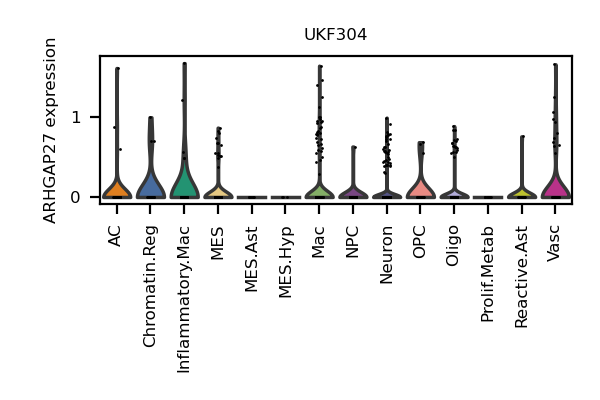 UKF304
ARHGAP27 expression
1
0
AC
Chromatin.Reg
Inflammatory.Mac
MES
MES.Ast
MES.Hyp
Mac
NPC
Neuron
OPC
Oligo
Prolif.Metab
Reactive.Ast
Vasc